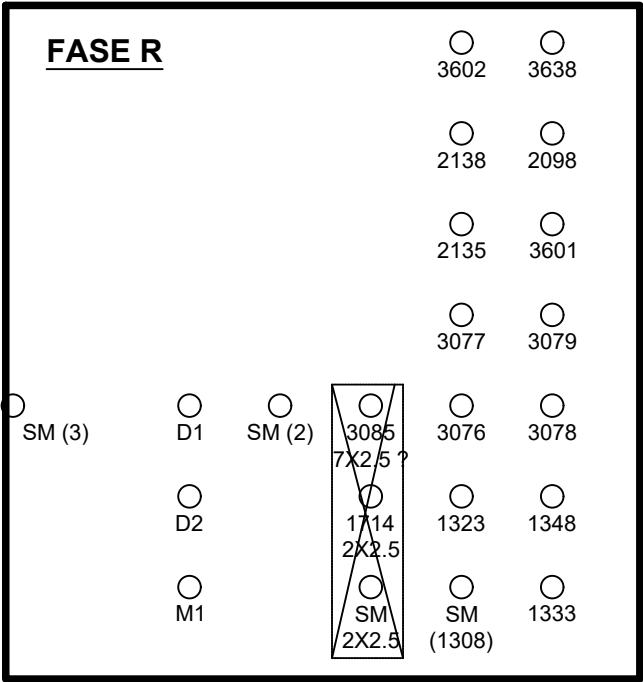 FASE R
3602 3638
2138 2098
2135 3601
3077 3079
SM (3) D1 SM (2) 3085 3076 3078
7X2.5 ?
D2 1714 1323 1348
2X2.5
M1 SM SM 1333
2X2.5 (1308)